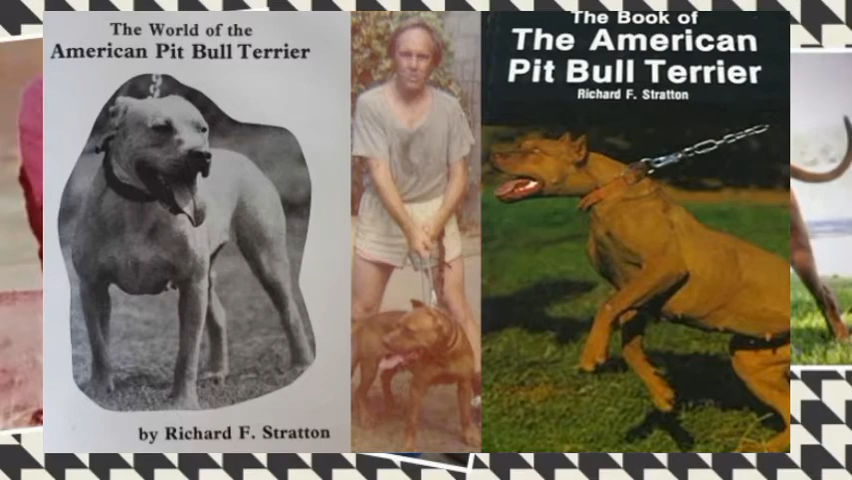 The World of the
American Pit Bull Terrier
by Richard F. Stratton
The Book of
The American
Pit Bull Terrier
Richard F. Stratton